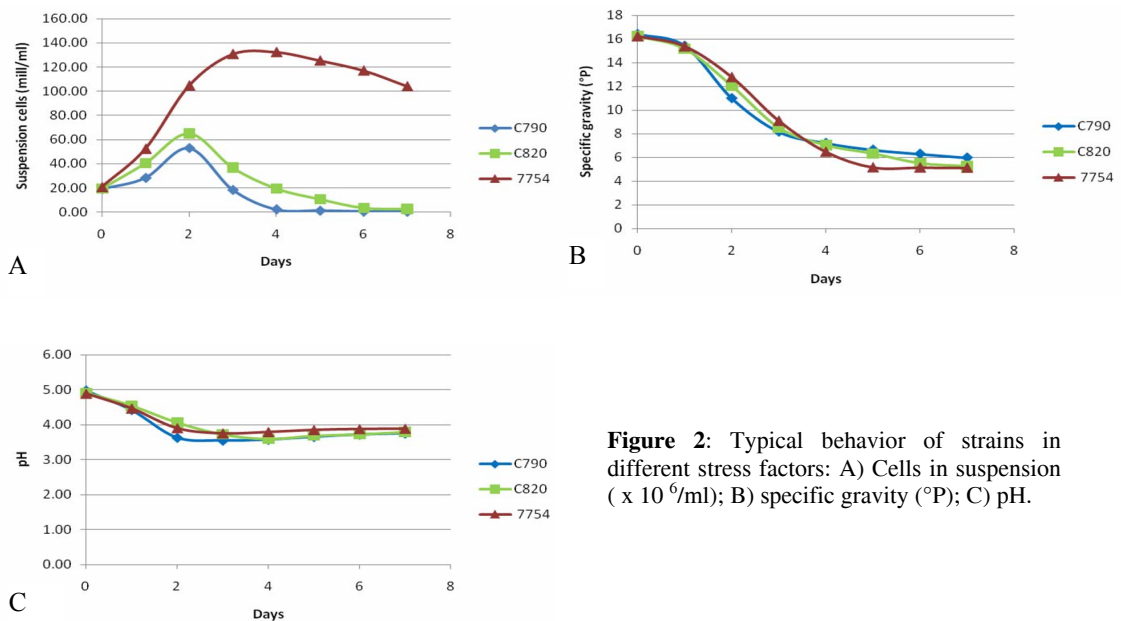 160.00
140.00
120.00
100.00
80.00
60.00
40.00
20.00
0.00
Suspension cells (mill/ml)
0 2 4 6 8
Days
C790
C820
7754
A
18
16
14
12
10
8
6
4
2
0
Specific gravity (°P)
0 2 4 6 8
Days
C790
C820
7754
B
6.00
5.00
4.00
3.00
2.00
1.00
0.00
pH
0 2 4 6 8
Days
C790
C820
7754
C
Figure 2: Typical behavior of strains in
different stress factors: A) Cells in suspension
( x 10 ⁶/ml); B) specific gravity (°P); C) pH.